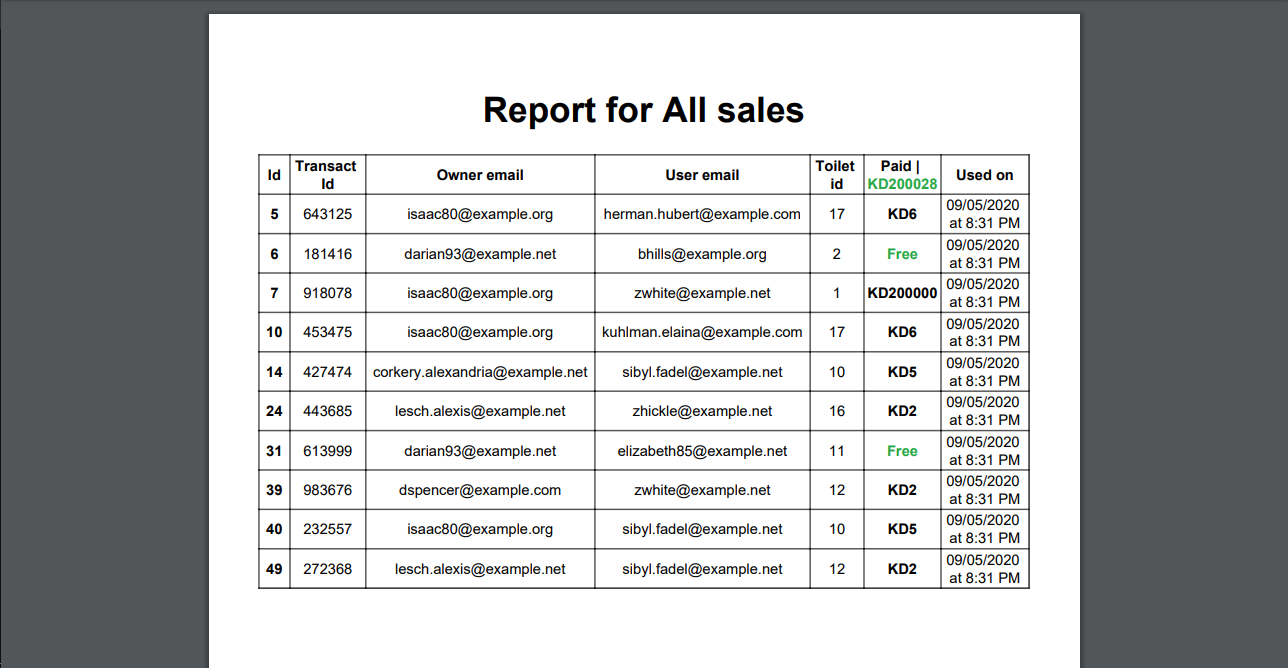 Report for All sales
Id Transact Id Owner email User email Toilet id Paid | KD200028 Used on
5 643125 isaac80@example.org herman.hubert@example.com 17 KD6 09/05/2020 at 8:31 PM
6 181416 darian93@example.net bhills@example.org 2 Free 09/05/2020 at 8:31 PM
7 918078 isaac80@example.org zwhite@example.net 1 KD200000 09/05/2020 at 8:31 PM
10 453475 isaac80@example.org kuhlman.elaina@example.com 17 KD6 09/05/2020 at 8:31 PM
14 427474 corkery.alexandria@example.net sibyl.fadel@example.net 10 KD5 09/05/2020 at 8:31 PM
24 443685 lesch.alexis@example.net zhickle@example.net 16 KD2 09/05/2020 at 8:31 PM
31 613999 darian93@example.net elizabeth85@example.net 11 Free 09/05/2020 at 8:31 PM
39 983676 dspencer@example.com zwhite@example.net 12 KD2 09/05/2020 at 8:31 PM
40 232557 isaac80@example.org sibyl.fadel@example.net 10 KD5 09/05/2020 at 8:31 PM
49 272368 lesch.alexis@example.net sibyl.fadel@example.net 12 KD2 09/05/2020 at 8:31 PM